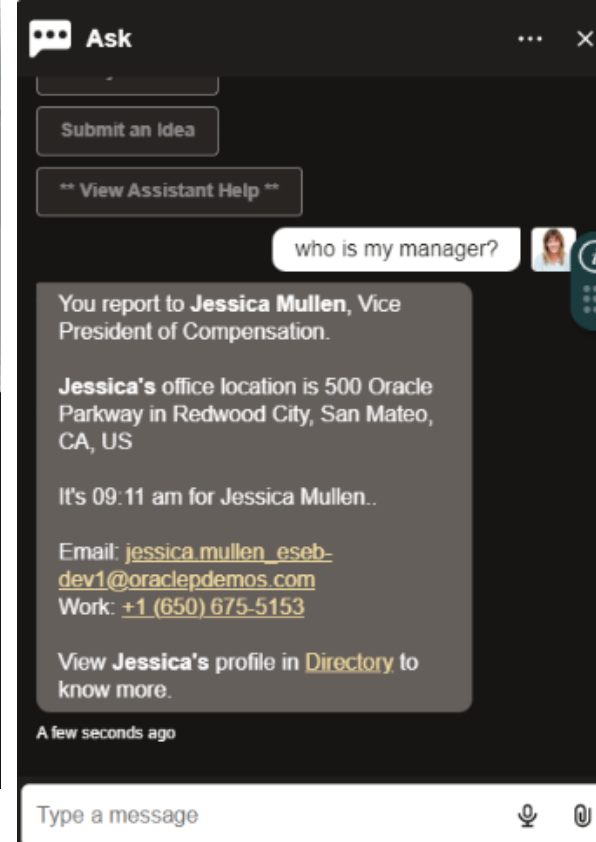 Ask
Submit an Idea
** View Assistant Help **
who is my manager?
You report to Jessica Mullen, Vice
President of Compensation.
Jessica's office location is 500 Oracle
Parkway in Redwood City, San Mateo,
CA, US
It's 09:11 am for Jessica Mullen..
Email: jessica.mullen_eseb-
dev1@oraclepdemos.com
Work: +1 (650) 675-5153
View Jessica's profile in Directory to
know more.
A few seconds ago
Type a message